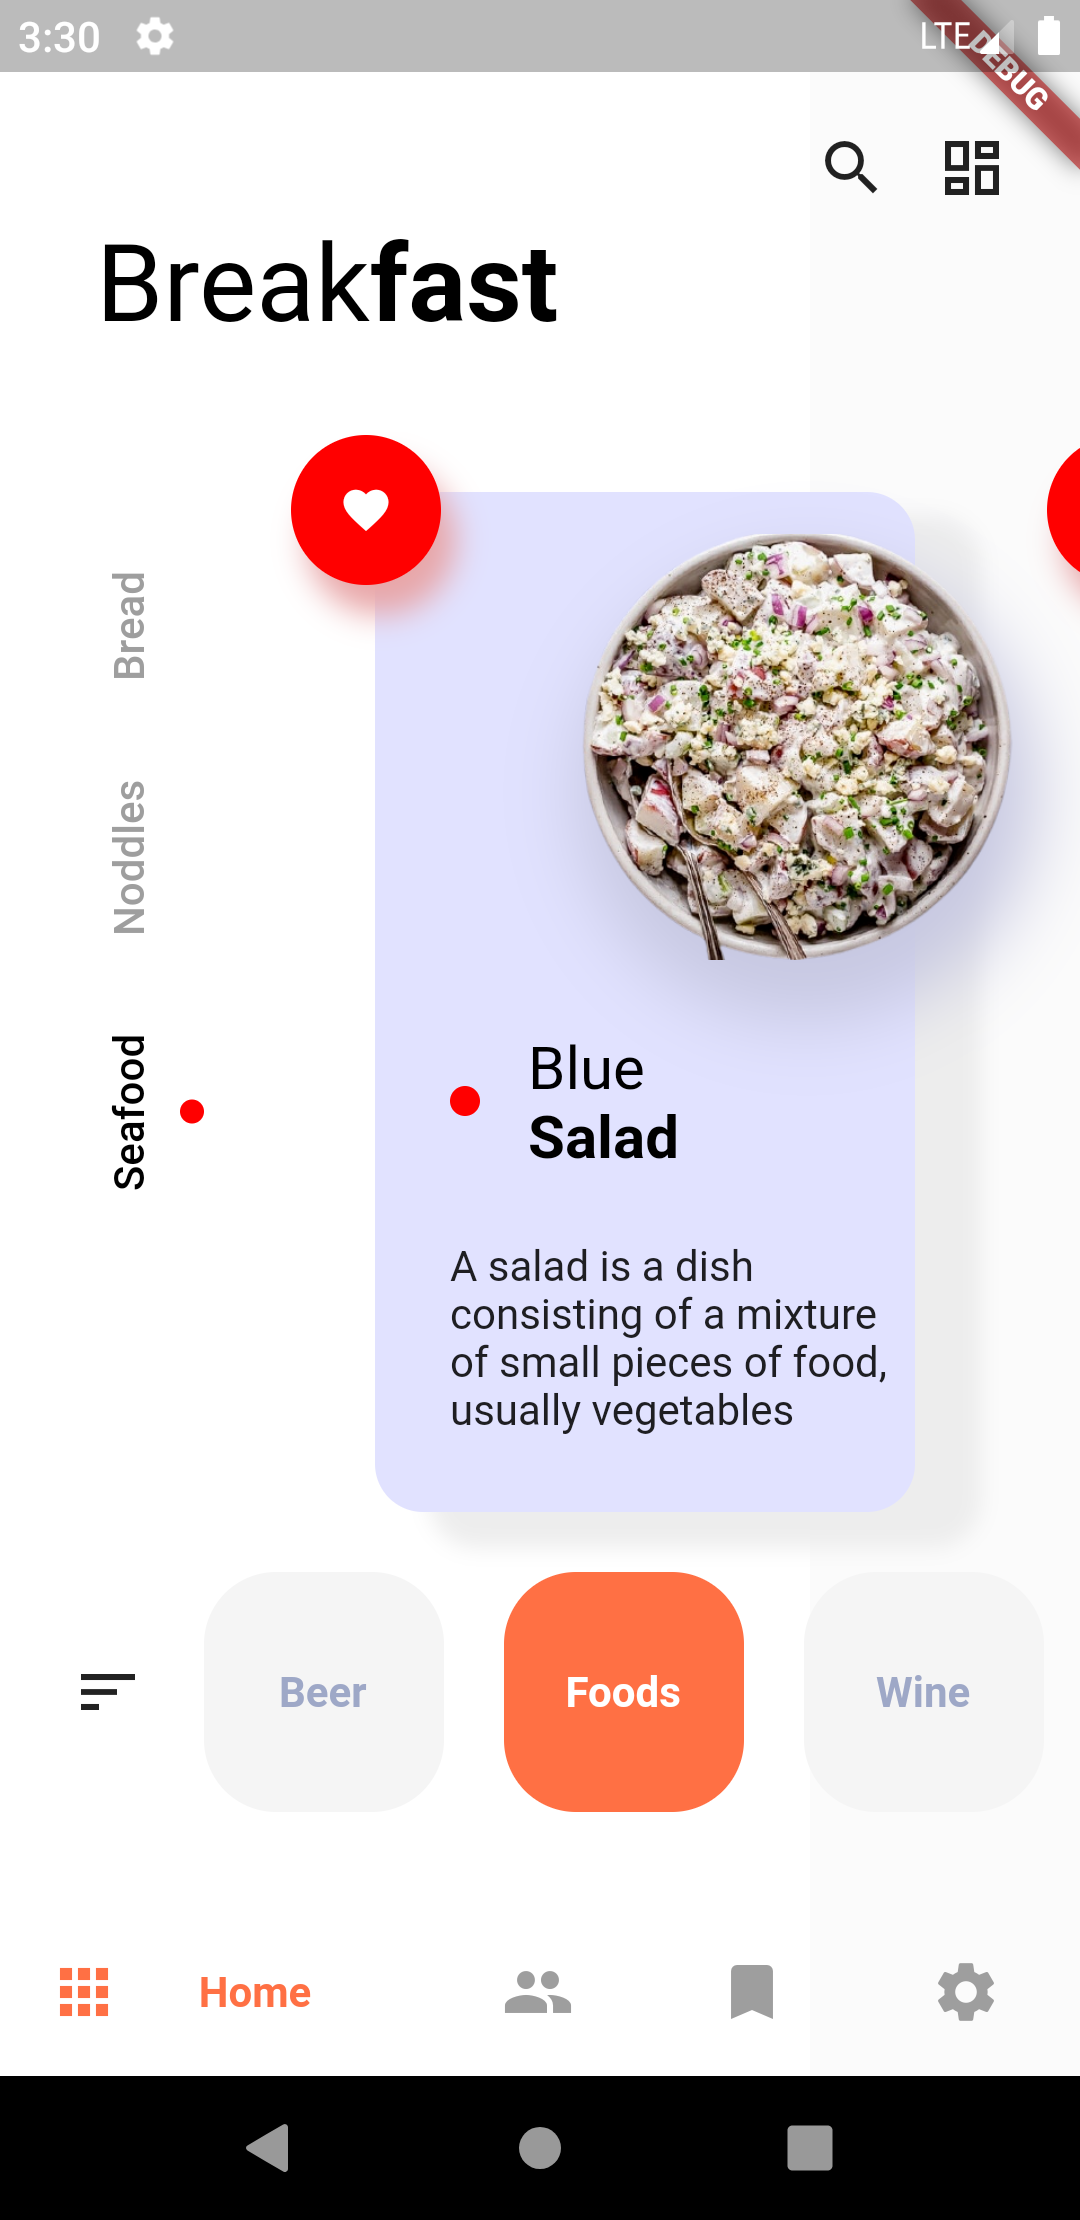 3:30
LTE
DEBUG
Breakfast
Bread
Noddles
Seafood
Blue
Salad
A salad is a dish
consisting of a mixture
of small pieces of food,
usually vegetables
Beer
Foods
Wine
Home